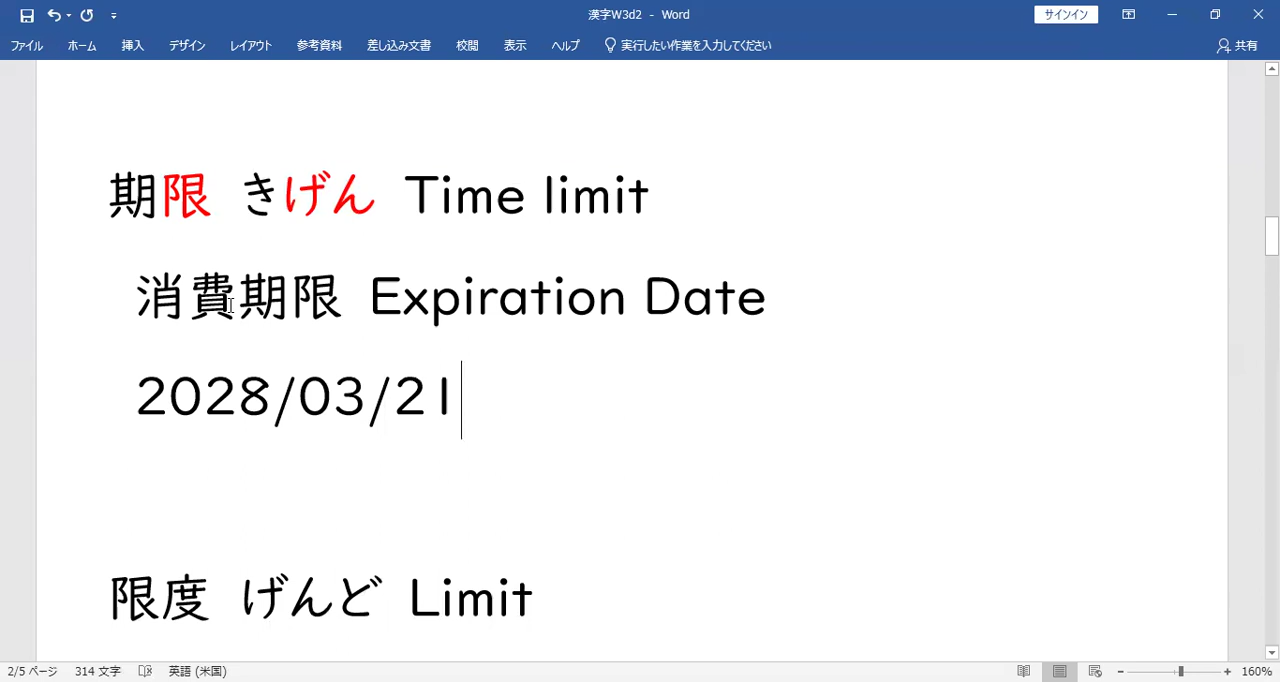 漢字W3d2 - Word
サインイン
ファイル ホーム 挿入 デザイン レイアウト 参考資料 差し込み文書 校閲 表示 ヘルプ 実行したい作業を入力してください 共有
期限 きげん Time limit
消費期限 Expiration Date
2028/03/21
限度 げんど Limit
2/5 ページ 314 文字 英語 (米国) 160%